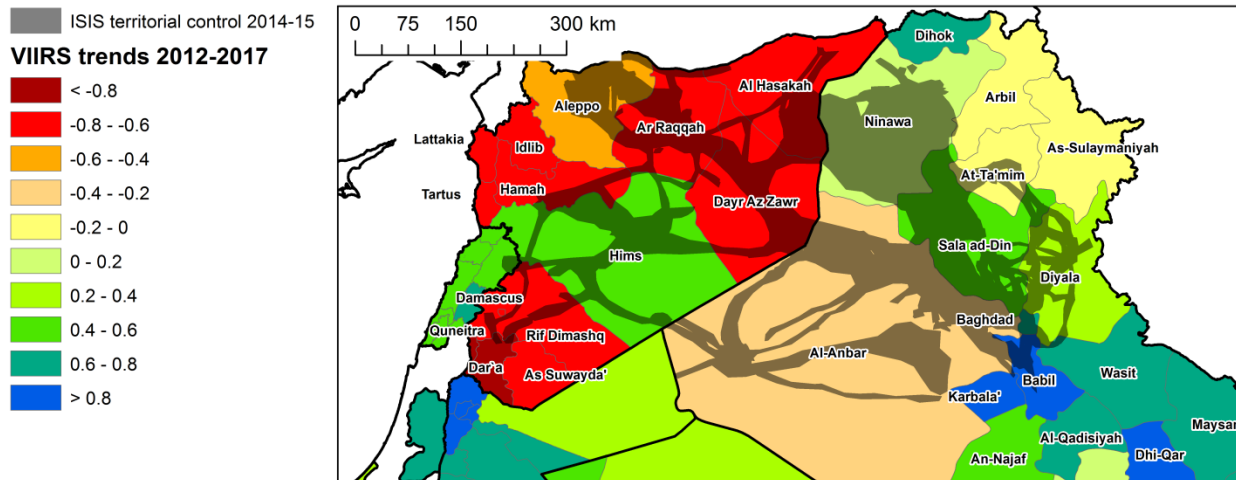 ISIS territorial control 2014-15
VIIRS trends 2012-2017
< -0.8
-0.8 - -0.6
-0.6 - -0.4
-0.4 - -0.2
-0.2 - 0
0 - 0.2
0.2 - 0.4
0.4 - 0.6
0.6 - 0.8
> 0.8
0 75 150 300 km
Dihok
Al Hasakah
Aleppo
Arbil
Ar Raqqah
Ninawa
Lattakia
Idlib
As-Sulaymaniyah
At-Ta'mim
Tartus
Hamah
Dayr Az Zawr
Sala ad-Din
Hims
Diyala
Damascus
Baghdad
Quneitra
Rif Dimashq
Al-Anbar
Dar'a
As Suwayda'
Wasit
Babil
Karbala'
Maysan
Al-Qadisiyah
An-Najaf
Dhi-Qar